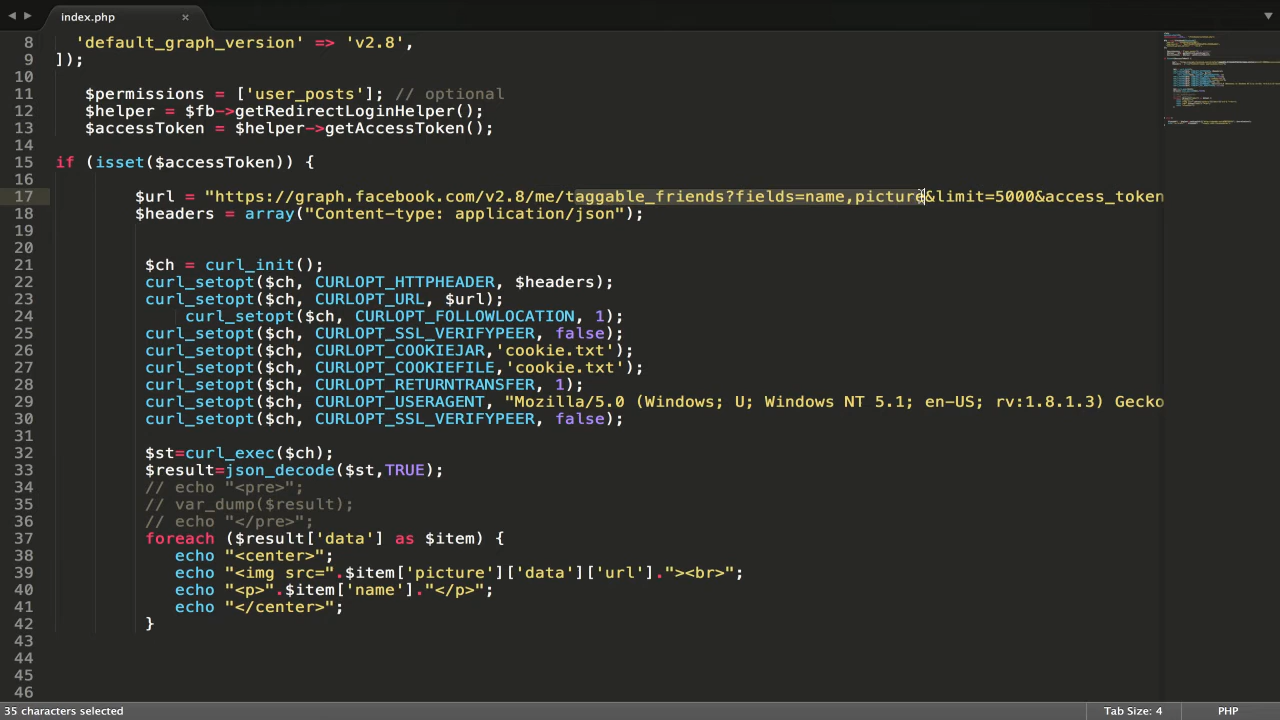 index.php ×
8 'default_graph_version' => 'v2.8',
9 ]);
10
11 $permissions = ['user_posts']; // optional
12 $helper = $fb->getRedirectLoginHelper();
13 $accessToken = $helper->getAccessToken();
14
15 if (isset($accessToken)) {
16
17 $url = "https://graph.facebook.com/v2.8/me/taggable_friends?fields=name,picture&limit=5000&access_token
18 $headers = array("Content-type: application/json");
19
20
21 $ch = curl_init();
22 curl_setopt($ch, CURLOPT_HTTPHEADER, $headers);
23 curl_setopt($ch, CURLOPT_URL, $url);
24 curl_setopt($ch, CURLOPT_FOLLOWLOCATION, 1);
25 curl_setopt($ch, CURLOPT_SSL_VERIFYPEER, false);
26 curl_setopt($ch, CURLOPT_COOKIEJAR,'cookie.txt');
27 curl_setopt($ch, CURLOPT_COOKIEFILE,'cookie.txt');
28 curl_setopt($ch, CURLOPT_RETURNTRANSFER, 1);
29 curl_setopt($ch, CURLOPT_USERAGENT, "Mozilla/5.0 (Windows; U; Windows NT 5.1; en-US; rv:1.8.1.3) Gecko
30 curl_setopt($ch, CURLOPT_SSL_VERIFYPEER, false);
31
32 $st=curl_exec($ch);
33 $result=json_decode($st,TRUE);
34 // echo "<pre>";
35 // var_dump($result);
36 // echo "</pre>";
37 foreach ($result['data'] as $item) {
38 echo "<center>";
39 echo "<img src=".$item['picture']['data']['url']."><br>";
40 echo "<p>".$item['name']."</p>";
41 echo "</center>";
42 }
43
44
45
46
35 characters selected
Tab Size: 4
PHP